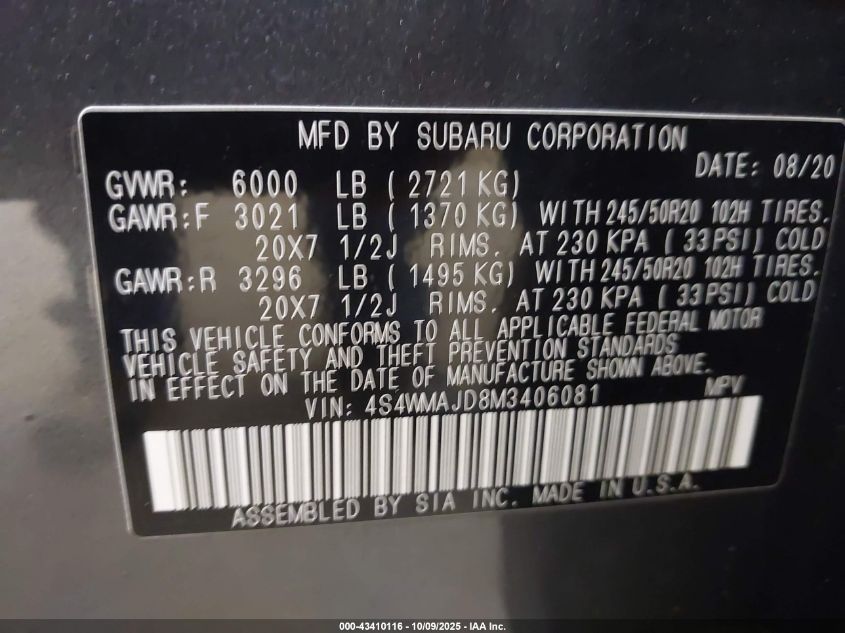 MFD BY SUBARU CORPORATION
DATE: 08/20
GVWR: 6000 LB ( 2721 KG)
GAWR:F 3021 LB ( 1370 KG) WITH 245/50R20 102H TIRES.
20X7 1/2J RIMS. AT 230 KPA ( 33 PSI) COLD
GAWR:R 3296 LB ( 1495 KG) WITH 245/50R20 102H TIRES.
20X7 1/2J RIMS. AT 230 KPA ( 33 PSI) COLD
THIS VEHICLE CONFORMS TO ALL APPLICABLE FEDERAL MOTOR
VEHICLE SAFETY AND THEFT PREVENTION STANDARDS
IN EFFECT ON THE DATE OF MANUFACTURE SHOWN ABOVE.
VIN: 4S4WMAJD8M3406081 MPV
ASSEMBLED BY SIA INC. MADE IN U.S.A.
000-43410116 - 10/09/2025 - IAA Inc.